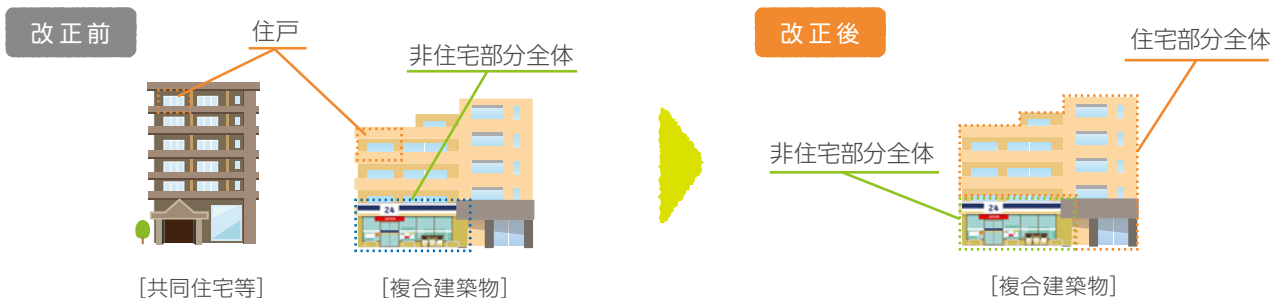 改正前
住戸
非住宅部分全体
24
[共同住宅等]
[複合建築物]
改正後
住宅部分全体
非住宅部分全体
24
[複合建築物]